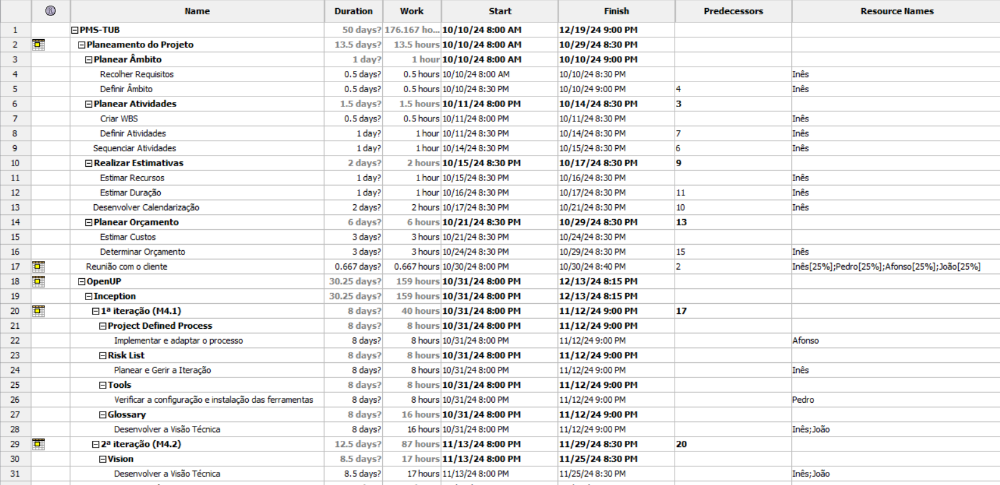 Name Duration Work Start Finish Predecessors Resource Names
1 PMS-TUB 50 days? 176.167 ho... 10/10/24 8:00 AM 12/19/24 9:00 PM
2 Planeamento do Projeto 13.5 days? 13.5 hours 10/10/24 8:00 AM 10/29/24 8:30 PM
3 Planear Âmbito 1 day? 1 hour 10/10/24 8:00 AM 10/10/24 9:00 PM
4 Recolher Requisitos 0.5 days? 0.5 hours 10/10/24 8:00 AM 10/10/24 8:30 PM Inês
5 Definir Âmbito 0.5 days? 0.5 hours 10/10/24 8:30 PM 10/10/24 9:00 PM 4 Inês
6 Planear Atividades 1.5 days? 1.5 hours 10/11/24 8:00 PM 10/14/24 8:30 PM 3
7 Criar WBS 0.5 days? 0.5 hours 10/11/24 8:00 PM 10/11/24 8:30 PM Inês
8 Definir Atividades 1 day? 1 hour 10/11/24 8:30 PM 10/14/24 8:30 PM 7 Inês
9 Sequenciar Atividades 1 day? 1 hour 10/14/24 8:30 PM 10/15/24 8:30 PM 6 Inês
10 Realizar Estimativas 2 days? 2 hours 10/15/24 8:30 PM 10/17/24 8:30 PM 9
11 Estimar Recursos 1 day? 1 hour 10/15/24 8:30 PM 10/16/24 8:30 PM Inês
12 Estimar Duração 1 day? 1 hour 10/16/24 8:30 PM 10/17/24 8:30 PM 11 Inês
13 Desenvolver Calendarização 2 days? 2 hours 10/17/24 8:30 PM 10/21/24 8:30 PM 10 Inês
14 Planear Orçamento 6 days? 6 hours 10/21/24 8:30 PM 10/29/24 8:30 PM 13
15 Estimar Custos 3 days? 3 hours 10/21/24 8:30 PM 10/24/24 8:30 PM
16 Determinar Orçamento 3 days? 3 hours 10/24/24 8:30 PM 10/29/24 8:30 PM 15 Inês
17 Reunião com o cliente 0.667 days? 0.667 hours 10/30/24 8:00 PM 10/30/24 8:40 PM 2 Inês[25%];Pedro[25%];Afonso[25%];João[25%]
18 OpenUP 30.25 days? 159 hours 10/31/24 8:00 PM 12/13/24 8:15 PM
19 Inception 30.25 days? 159 hours 10/31/24 8:00 PM 12/13/24 8:15 PM
20 1ª iteração (M4.1) 8 days? 40 hours 10/31/24 8:00 PM 11/12/24 9:00 PM 17
21 Project Defined Process 8 days? 8 hours 10/31/24 8:00 PM 11/12/24 9:00 PM
22 Implementar e adaptar o processo 8 days? 8 hours 10/31/24 8:00 PM 11/12/24 9:00 PM Afonso
23 Risk List 8 days? 8 hours 10/31/24 8:00 PM 11/12/24 9:00 PM
24 Planear e Gerir a Iteração 8 days? 8 hours 10/31/24 8:00 PM 11/12/24 9:00 PM Inês
25 Tools 8 days? 8 hours 10/31/24 8:00 PM 11/12/24 9:00 PM
26 Verificar a configuração e instalação das ferramentas 8 days? 8 hours 10/31/24 8:00 PM 11/12/24 9:00 PM Pedro
27 Glossary 8 days? 16 hours 10/31/24 8:00 PM 11/12/24 9:00 PM
28 Desenvolver a Visão Técnica 8 days? 16 hours 10/31/24 8:00 PM 11/12/24 9:00 PM Inês;João
29 2ª iteração (M4.2) 12.5 days? 87 hours 11/13/24 8:00 PM 11/29/24 8:30 PM 20
30 Vision 8.5 days? 17 hours 11/13/24 8:00 PM 11/25/24 8:30 PM
31 Desenvolver a Visão Técnica 8.5 days? 17 hours 11/13/24 8:00 PM 11/25/24 8:30 PM Inês;João